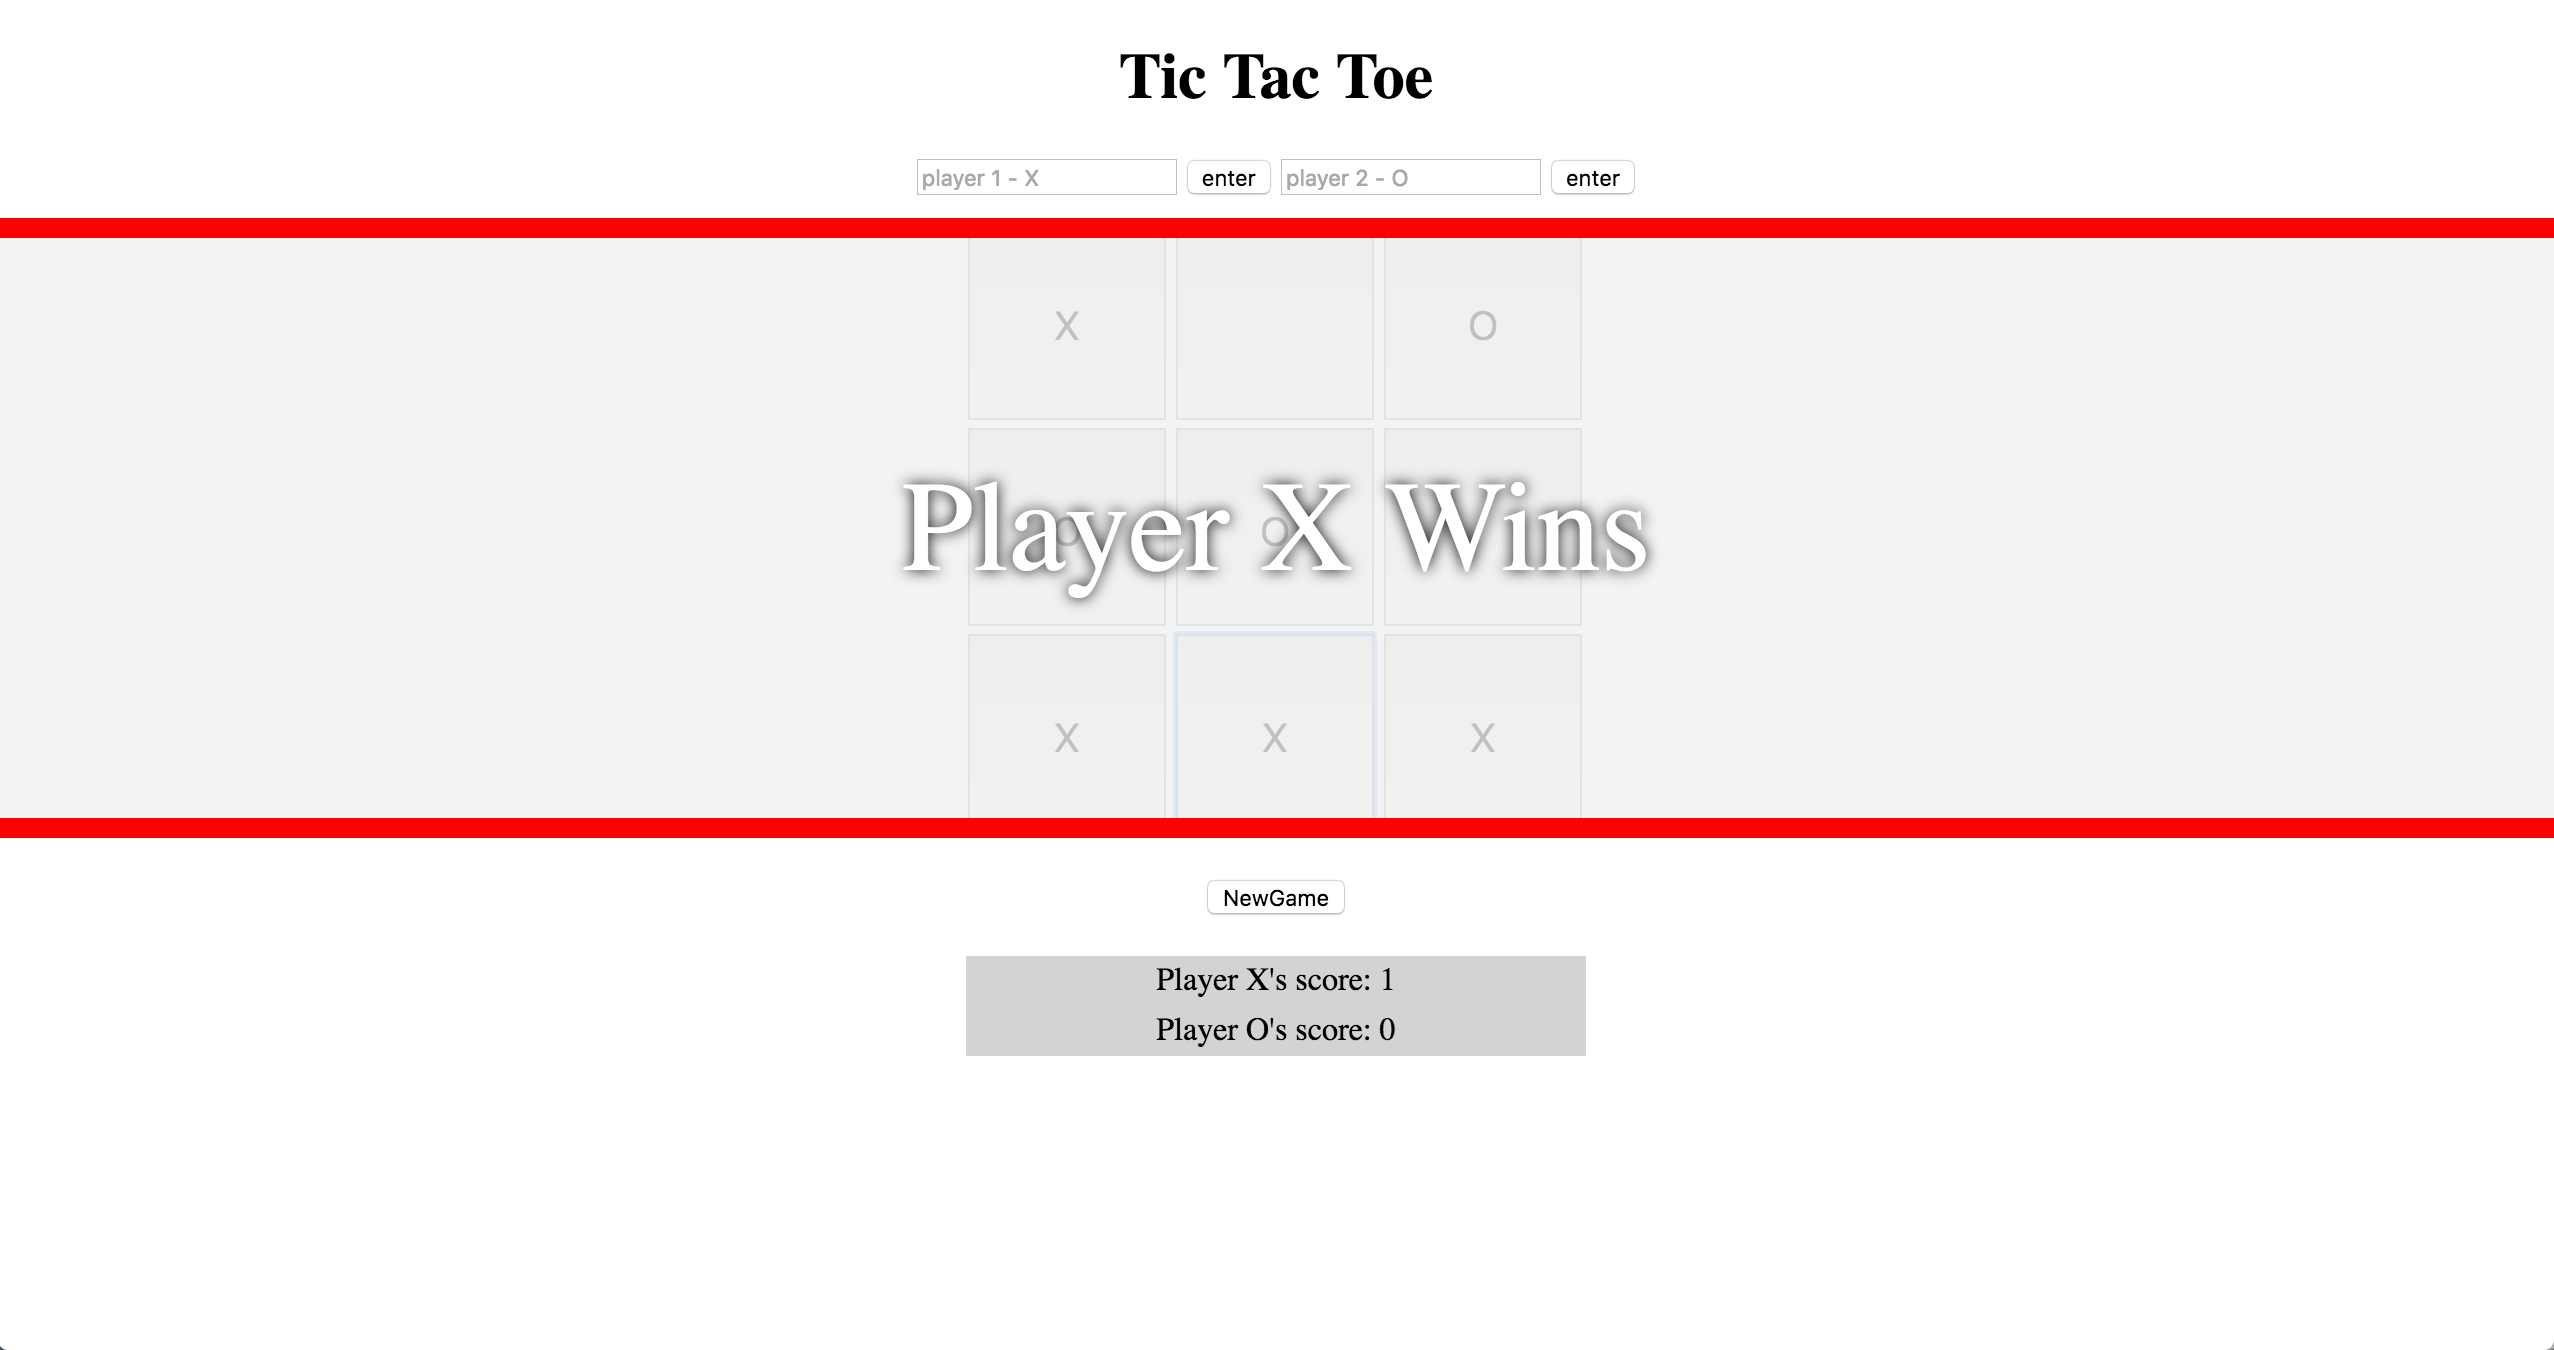 Tic Tac Toe
player 1 - X enter player 2 - O enter
X O
O O
Player X Wins
X X X
NewGame
Player X's score: 1
Player O's score: 0